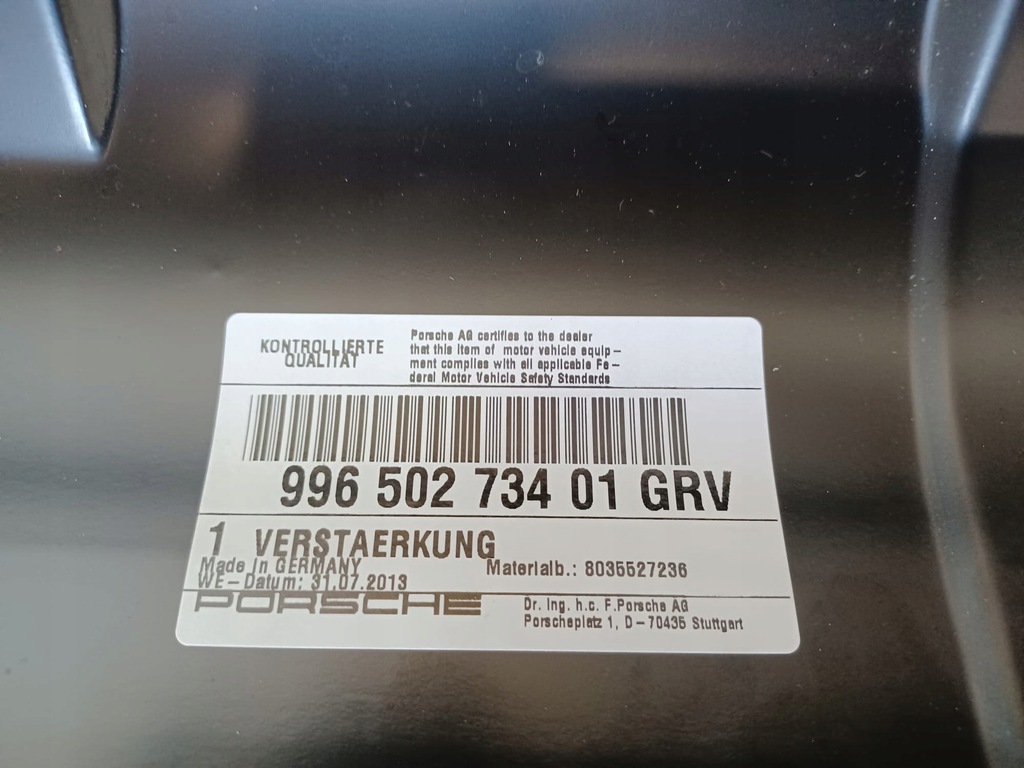 KONTROLLIERTE
QUALITÄT
Porsche AG certifies to the dealer
that this item of motor vehicle equip-
ment complies with all applicable Fe-
deral Motor Vehicle Safety Standards
996 502 734 01 GRV
1 VERSTAERKUNG
Made in GERMANY
Materialb.: 8035527236
WE-Datum: 31.07.2013
PORSCHE
Dr. Ing. h.c. F.Porsche AG
Porscheplatz 1, D-70435 Stuttgart